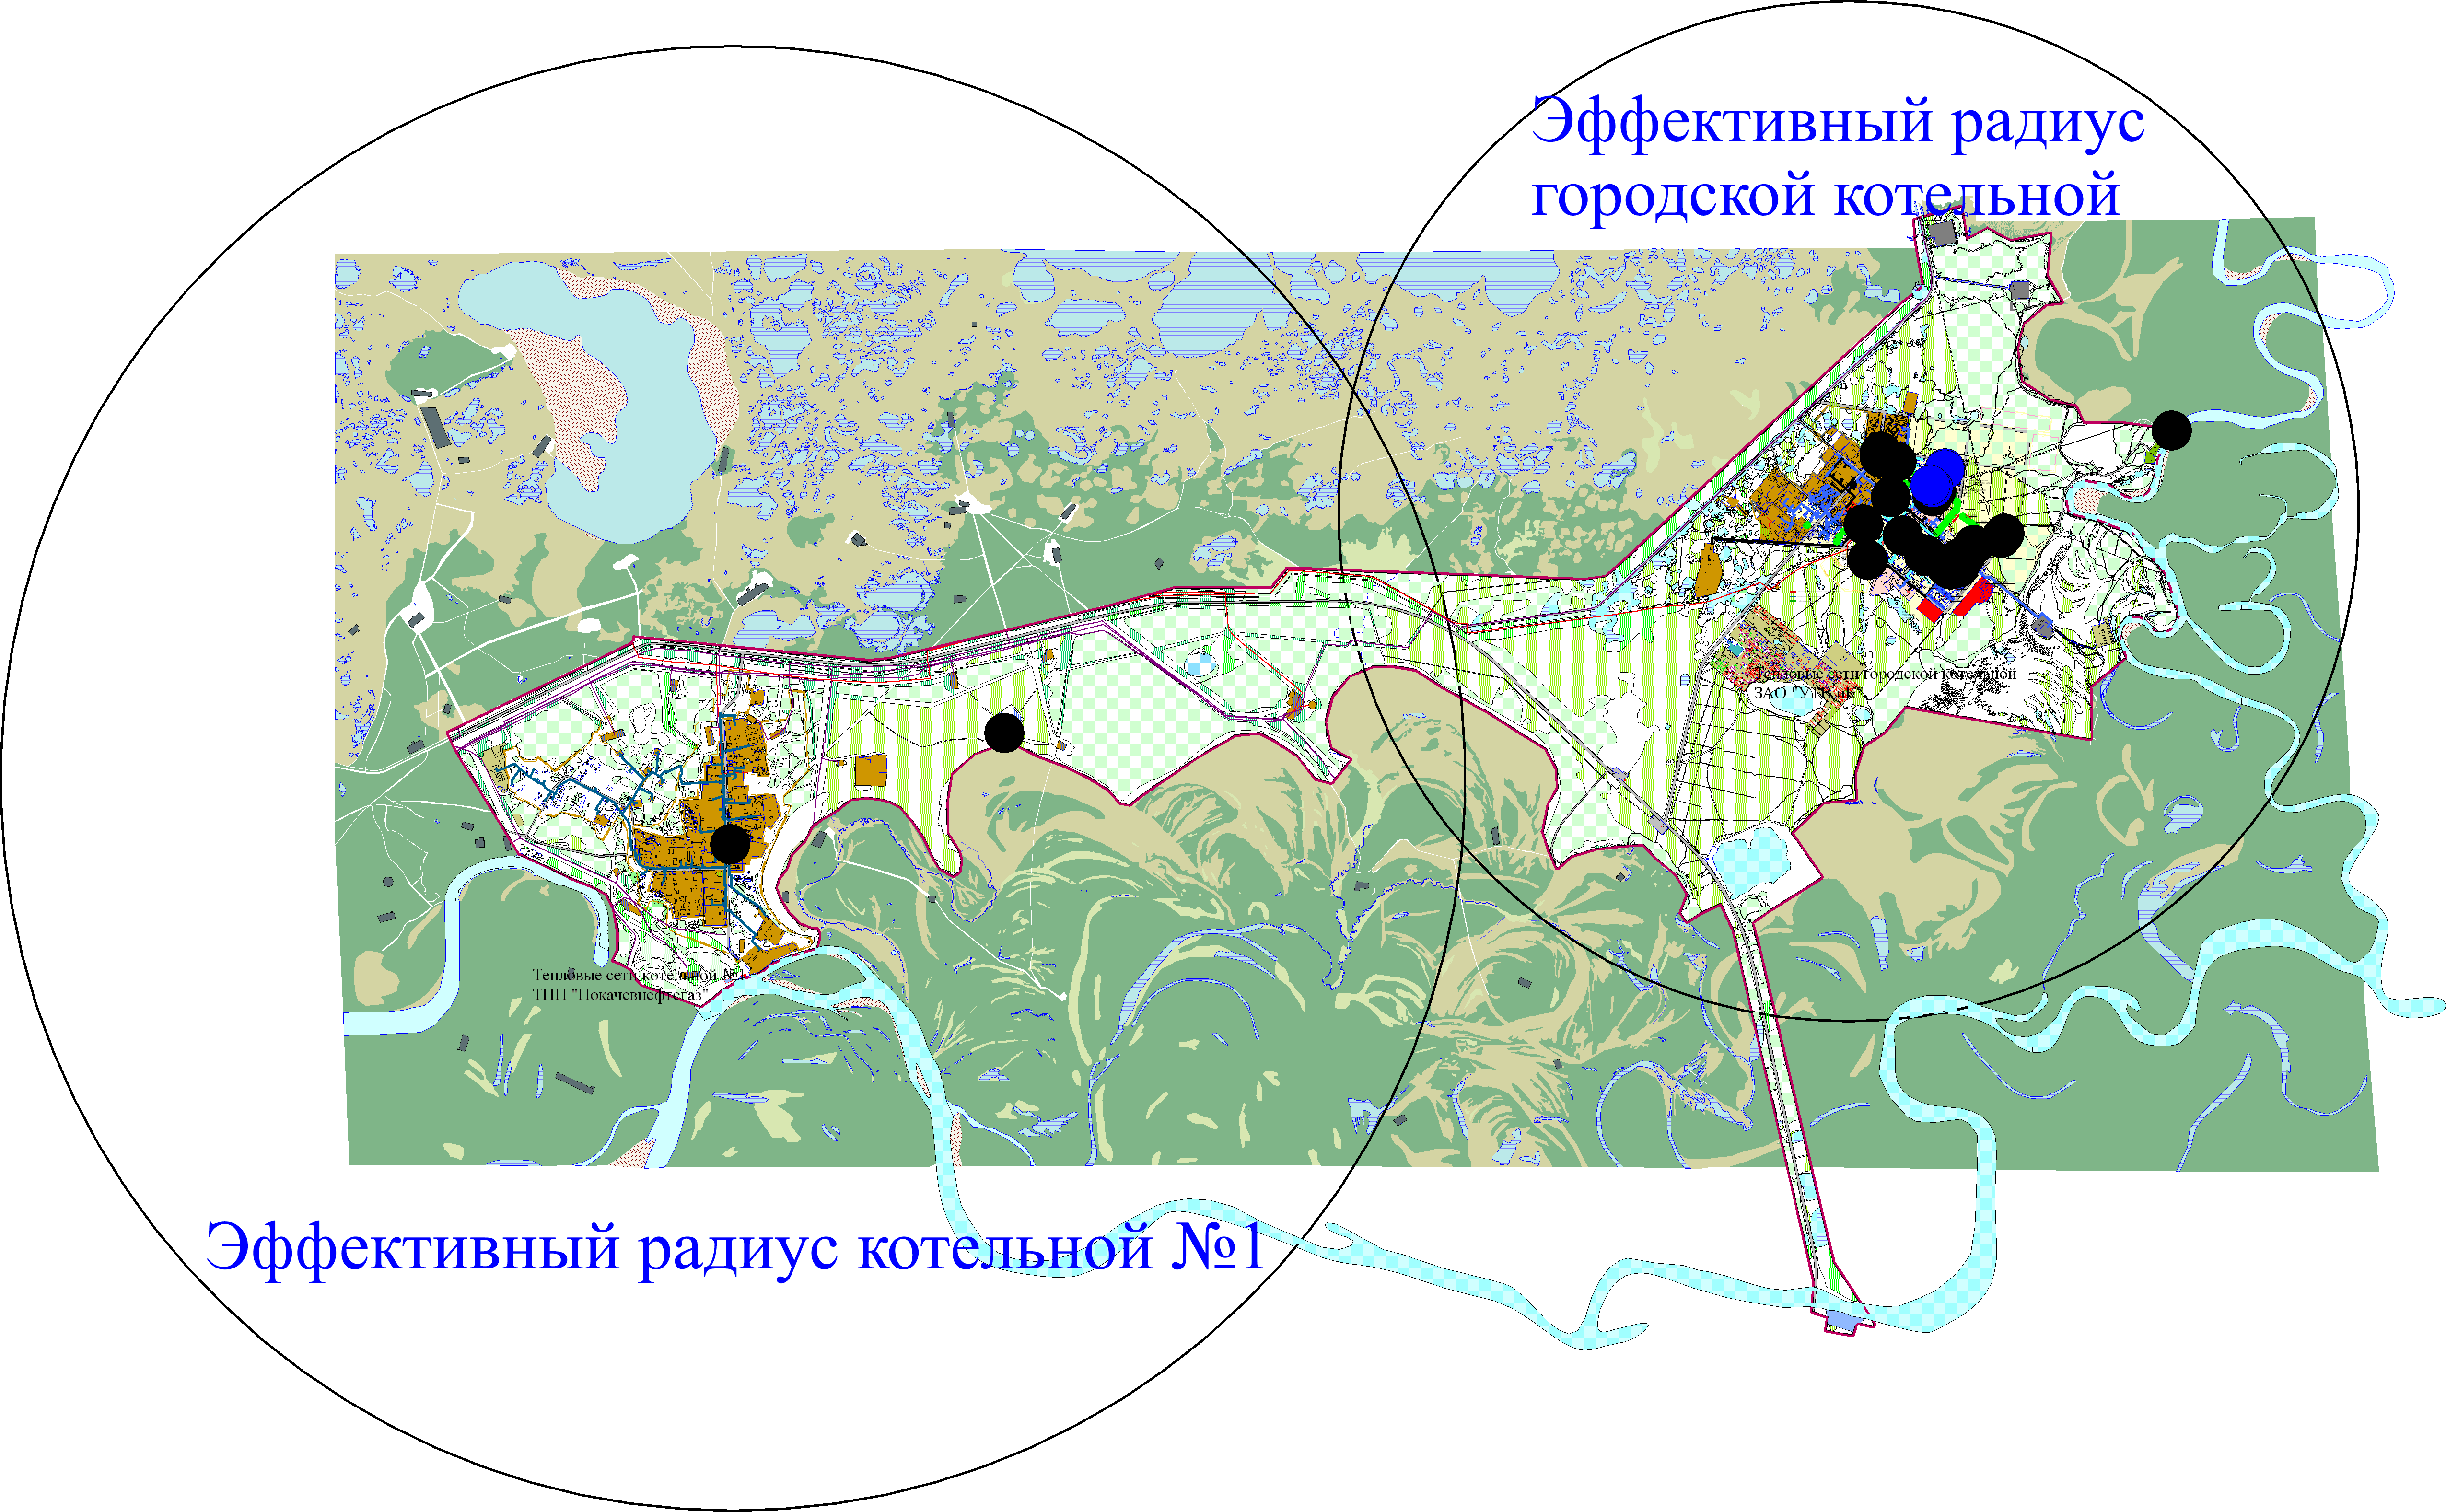 Эффективный радиус
городской котельной
Тепловые сети городской котельной
ЗАО "УТВиК"
Тепловые сети котельной №1
ТПП "Покачевнефтегаз"
Эффективный радиус котельной №1